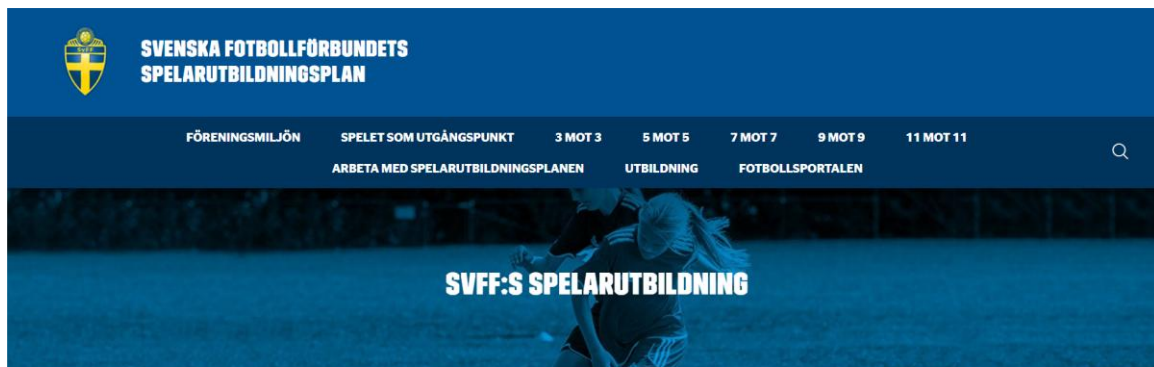 SVFF
SVENSKA FOTBOLLFÖRBUNDETS
SPELARUTBILDNINGSPLAN
FÖRENINGSMILJÖN SPELET SOM UTGÅNGSPUNKT 3 MOT 3 5 MOT 5 7 MOT 7 9 MOT 9 11 MOT 11
ARBETA MED SPELARUTBILDNINGSPLANEN UTBILDNING FOTBOLLSPORTALEN
SVFF:S SPELARUTBILDNING